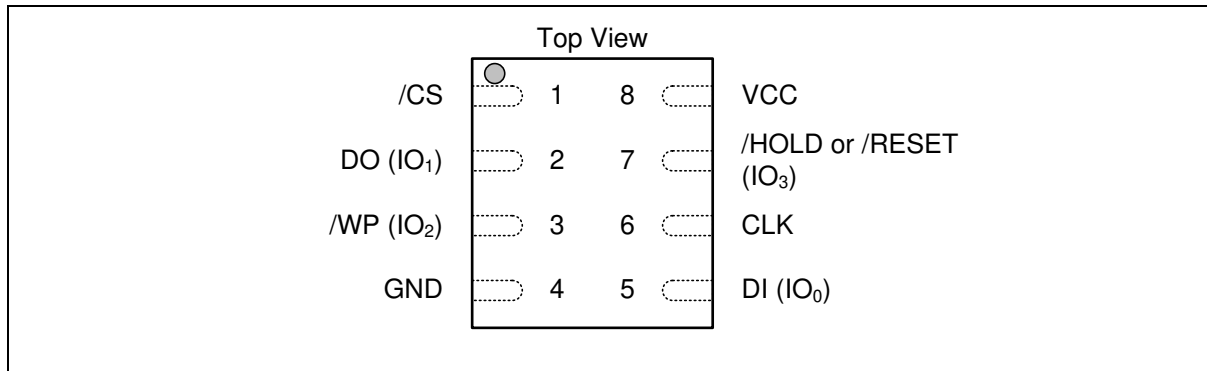 Top View
/CS 1 8 VCC
DO (IO₁) 2 7 /HOLD or /RESET
(IO₃)
/WP (IO₂) 3 6 CLK
GND 4 5 DI (IO₀)